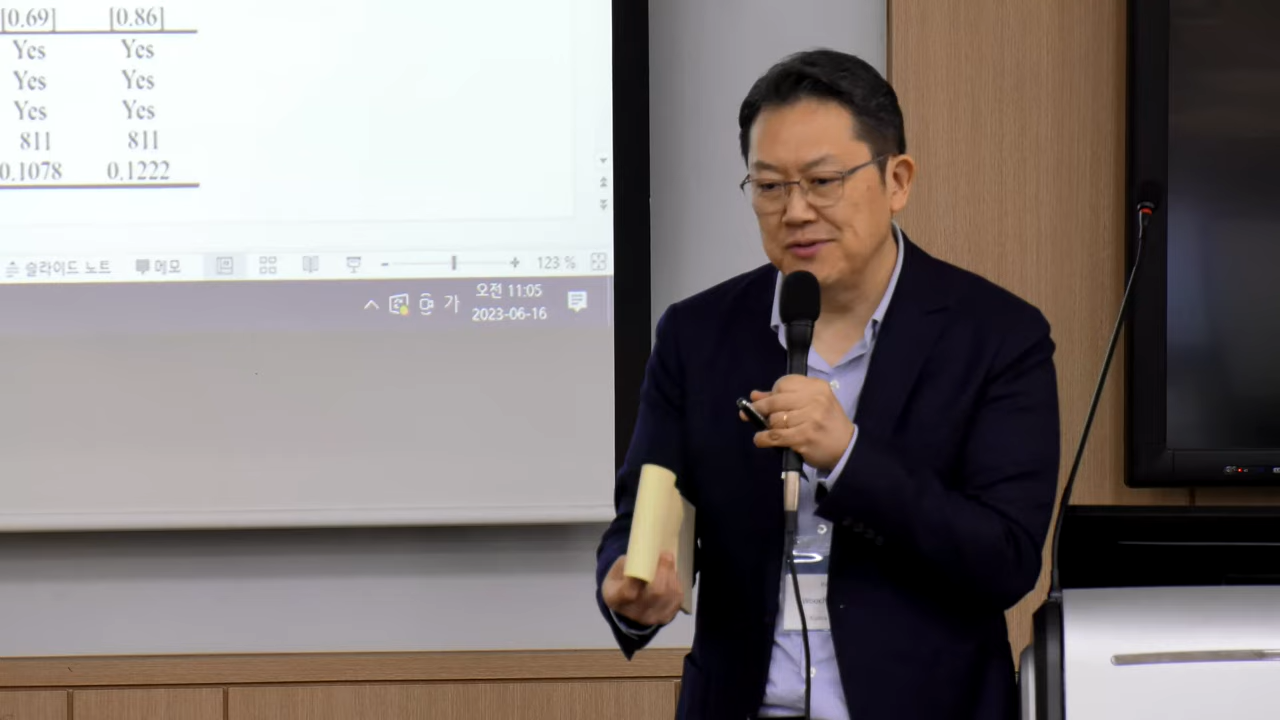 [0.69] [0.86]
Yes Yes
Yes Yes
Yes Yes
811 811
0.1078 0.1222
슬라이드 노트 메모 123 %
가 오전 11:05
2023-06-16